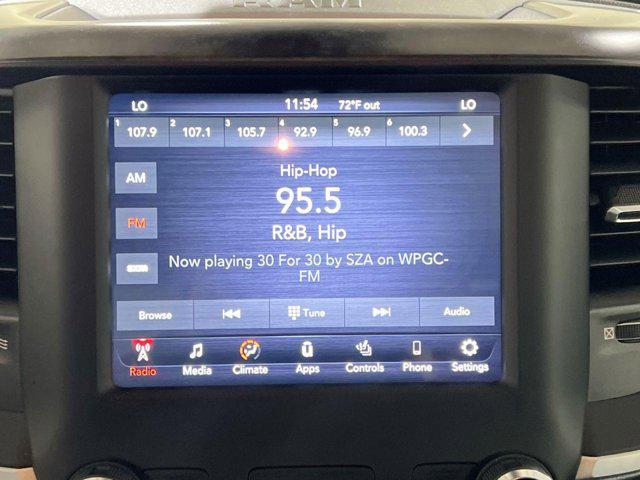 RAM
LO 11:54 72°F out LO
1 107.9 2 107.1 3 105.7 4 92.9 5 96.9 6 100.3
AM
Hip-Hop
95.5
FM
R&B, Hip
SXM
Now playing 30 For 30 by SZA on WPGC-
FM
Browse Tune Audio
Radio Media Climate Apps Controls Phone Settings